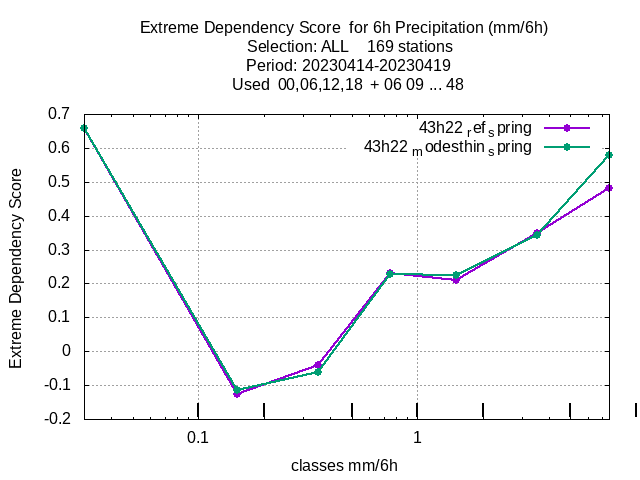 Extreme Dependency Score  for 6h Precipitation (mm/6h)
Selection: ALL    169 stations
Period: 20230414-20230419
Used  00,06,12,18  + 06 09 ... 48
43h22 ref spring
43h22 modesthin spring
Extreme Dependency Score
0.7
0.6
0.5
0.4
0.3
0.2
0.1
0
-0.1
-0.2
0.1
1
classes mm/6h